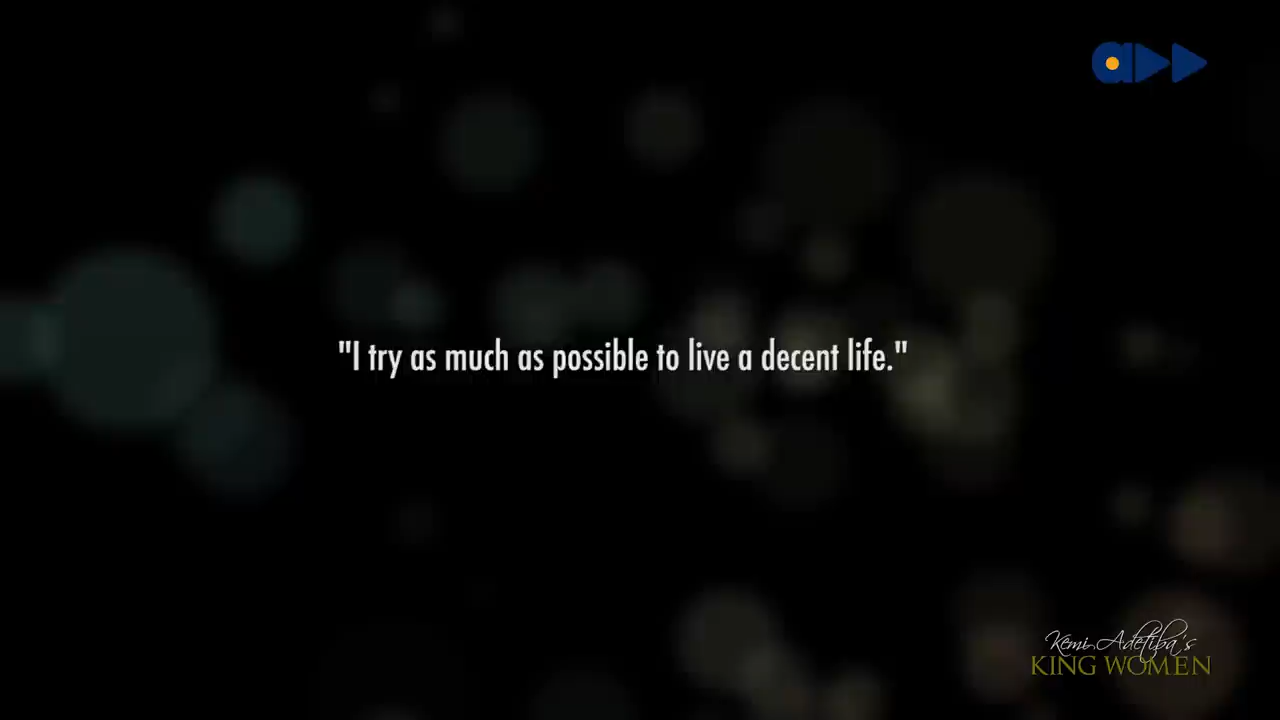 "I try as much as possible to live a decent life."
Kemi Adetiba's
KING WOMEN